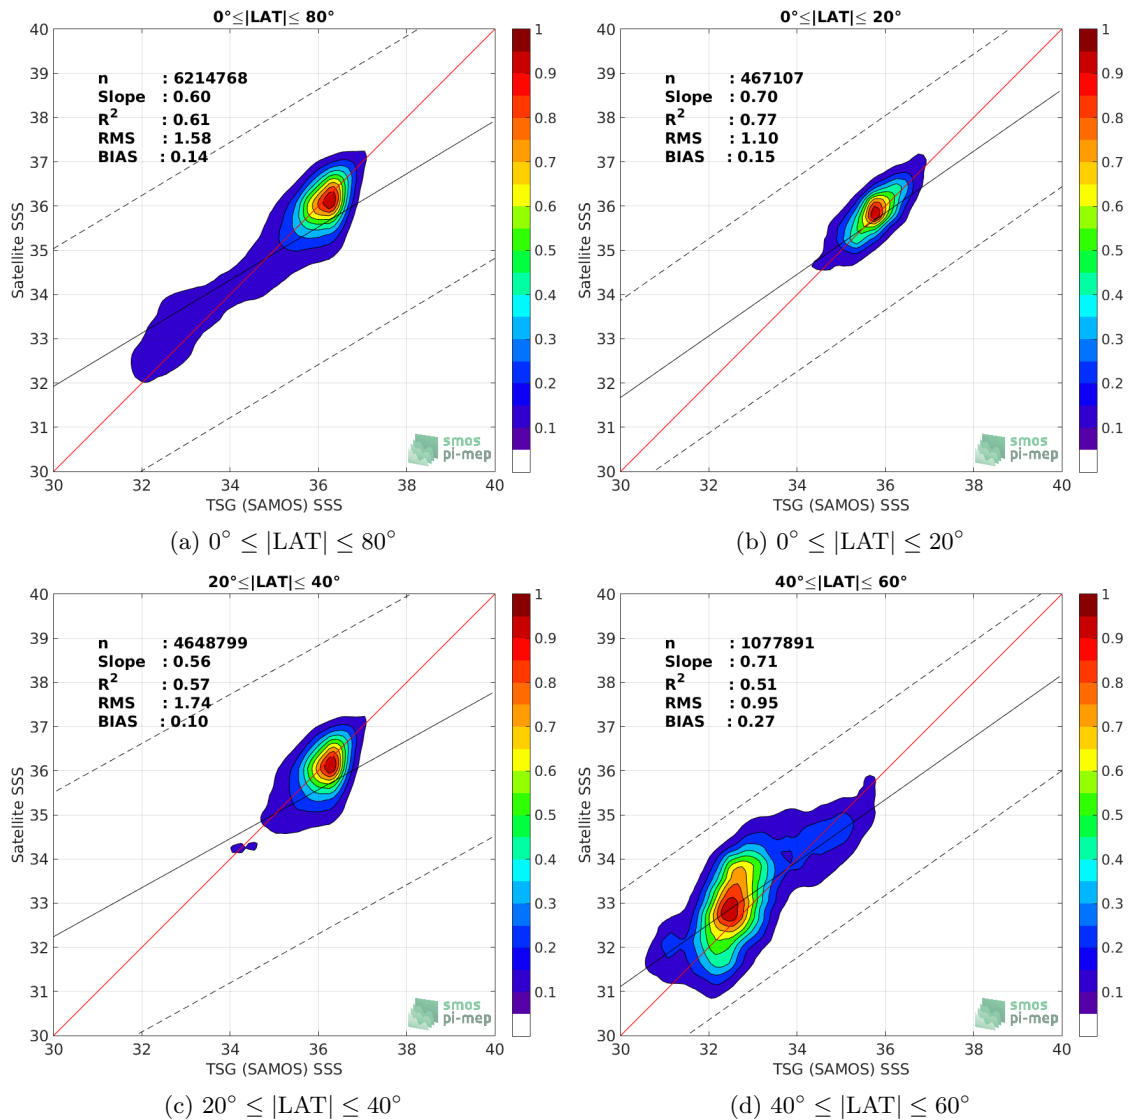 0°≤|LAT|≤ 80°
40
39
38
37
36
35
34
33
32
31
30
Satellite SSS
n : 6214768
Slope : 0.60
R2 : 0.61
RMS : 1.58
BIAS : 0.14
smos
pi-mep
30 32 34 36 38 40
TSG (SAMOS) SSS
1
0.9
0.8
0.7
0.6
0.5
0.4
0.3
0.2
0.1
(a) 0° ≤ |LAT| ≤ 80°
0°≤|LAT|≤ 20°
40
39
38
37
36
35
34
33
32
31
30
Satellite SSS
n : 467107
Slope : 0.70
R2 : 0.77
RMS : 1.10
BIAS : 0.15
smos
pi-mep
30 32 34 36 38 40
TSG (SAMOS) SSS
1
0.9
0.8
0.7
0.6
0.5
0.4
0.3
0.2
0.1
(b) 0° ≤ |LAT| ≤ 20°
20°≤|LAT|≤ 40°
40
39
38
37
36
35
34
33
32
31
30
Satellite SSS
n : 4648799
Slope : 0.56
R2 : 0.57
RMS : 1.74
BIAS : 0.10
smos
pi-mep
30 32 34 36 38 40
TSG (SAMOS) SSS
1
0.9
0.8
0.7
0.6
0.5
0.4
0.3
0.2
0.1
(c) 20° ≤ |LAT| ≤ 40°
40°≤|LAT|≤ 60°
40
39
38
37
36
35
34
33
32
31
30
Satellite SSS
n : 1077891
Slope : 0.71
R2 : 0.51
RMS : 0.95
BIAS : 0.27
smos
pi-mep
30 32 34 36 38 40
TSG (SAMOS) SSS
1
0.9
0.8
0.7
0.6
0.5
0.4
0.3
0.2
0.1
(d) 40° ≤ |LAT| ≤ 60°